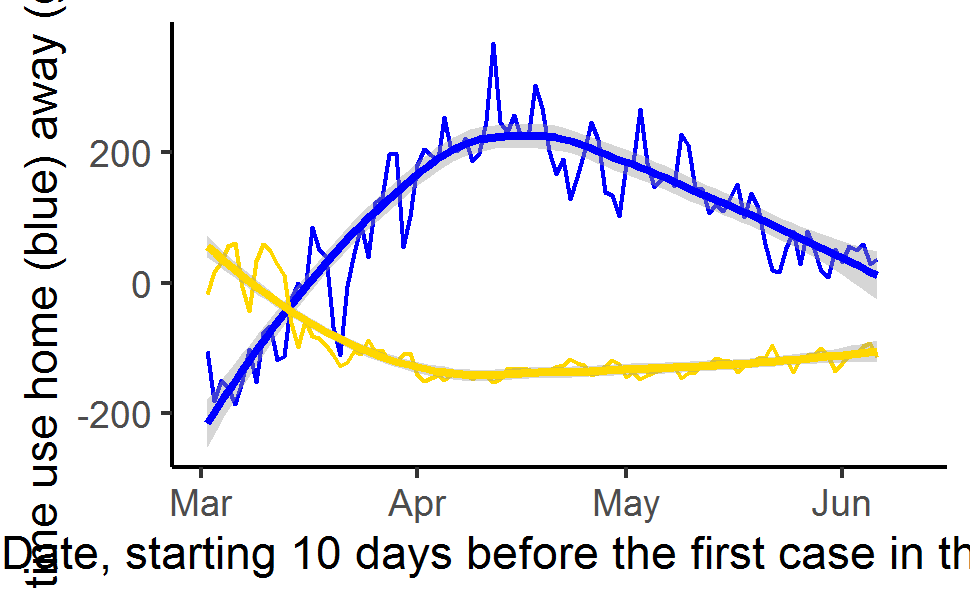 time use home (blue) away (
200
0
-200
Mar Apr May Jun
Date, starting 10 days before the first case in th